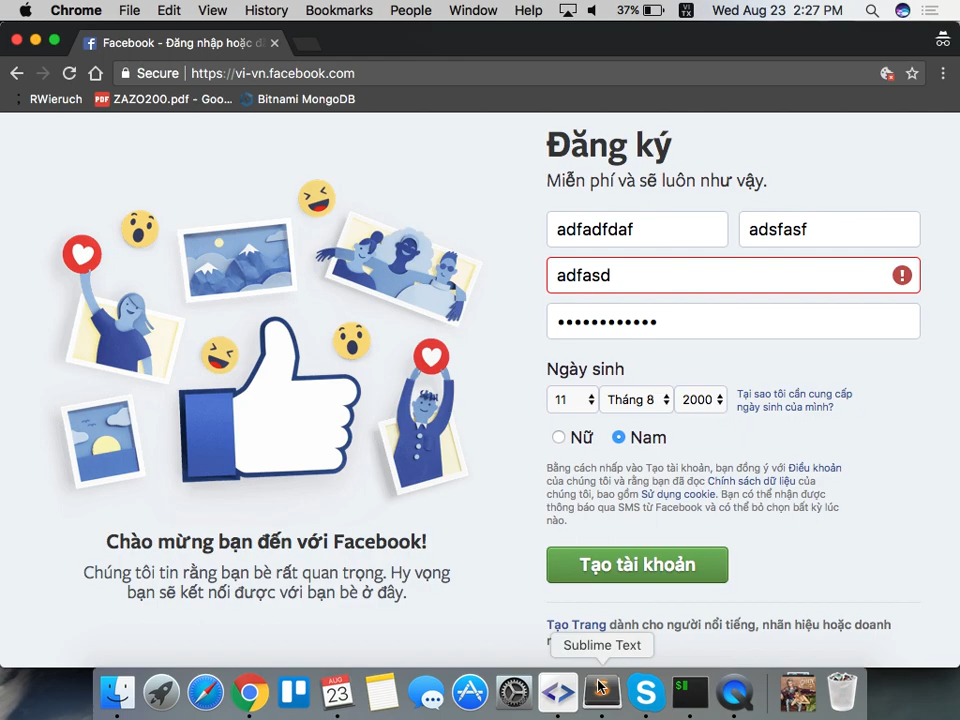 Chrome File Edit View History Bookmarks People Window Help 37% VI TX Wed Aug 23 2:27 PM
Facebook - Đăng nhập hoặc đ
Secure https://vi-vn.facebook.com
RWieruch PDF ZAZO200.pdf - Goo... Bitnami MongoDB
Đăng ký
Miễn phí và sẽ luôn như vậy.
adfadfdaf adsfasf
adfasd
••••••••••••
Ngày sinh
11 Tháng 8 2000
Tại sao tôi cần cung cấp
ngày sinh của mình?
Nữ Nam
Bằng cách nhấp vào Tạo tài khoản, bạn đồng ý với Điều khoản
của chúng tôi và rằng bạn đã đọc Chính sách dữ liệu của
chúng tôi, bao gồm Sử dụng cookie. Bạn có thể nhận được
thông báo qua SMS từ Facebook và có thể bỏ chọn bất kỳ lúc
nào.
Tạo tài khoản
Chào mừng bạn đến với Facebook!
Chúng tôi tin rằng bạn bè rất quan trọng. Hy vọng
bạn sẽ kết nối được với bạn bè ở đây.
Tạo Trang dành cho người nổi tiếng, nhãn hiệu hoặc doanh
Sublime Text
AUG
23